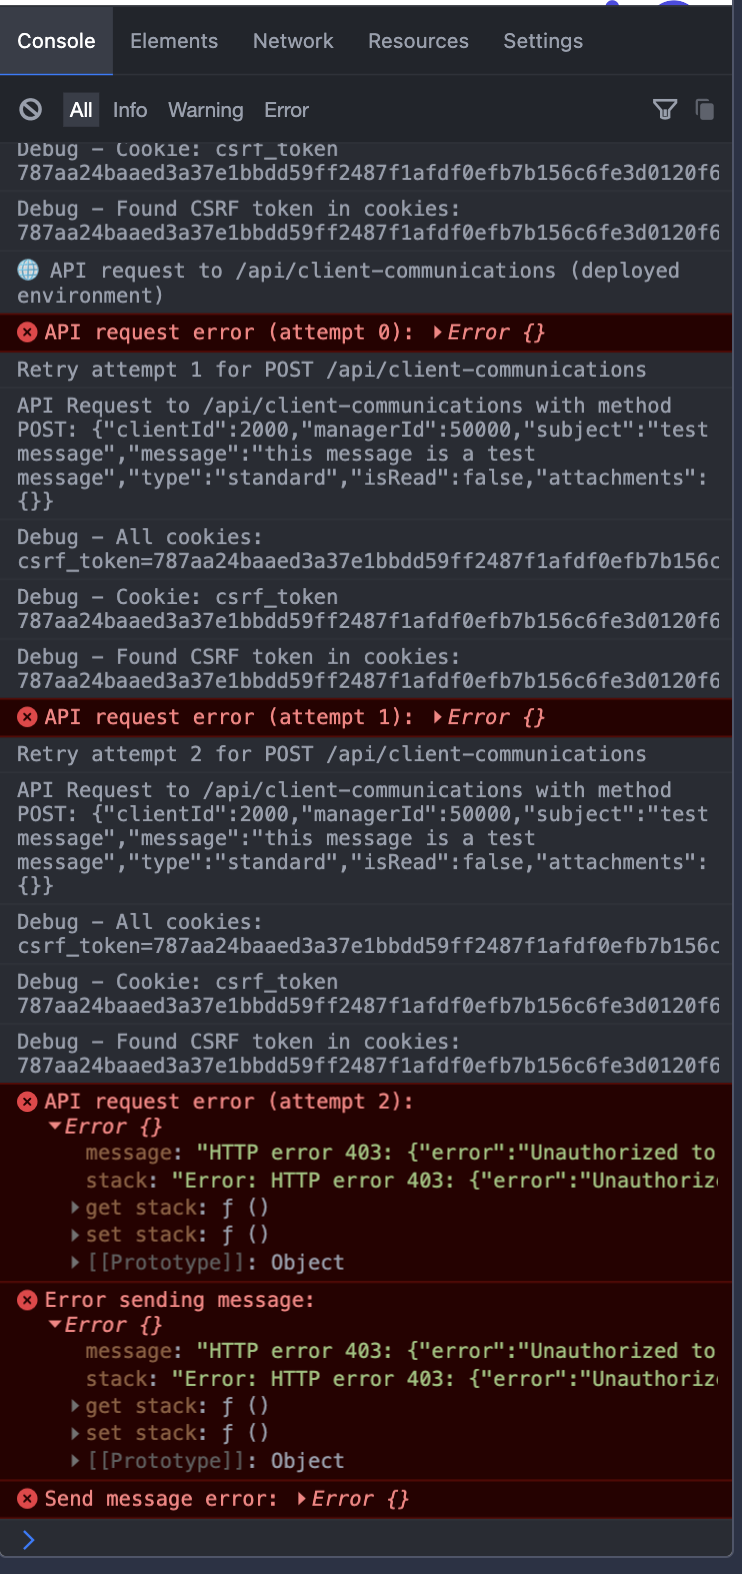 Console Elements Network Resources Settings
All Info Warning Error
Debug – Cookie: csrf_token
787aa24baaed3a37e1bbdd59ff2487f1afdf0efb7b156c6fe3d0120f6
Debug – Found CSRF token in cookies:
787aa24baaed3a37e1bbdd59ff2487f1afdf0efb7b156c6fe3d0120f6
🌐 API request to /api/client-communications (deployed
environment)
API request error (attempt 0): ▶Error {}
Retry attempt 1 for POST /api/client-communications
API Request to /api/client-communications with method
POST: {"clientId":2000,"managerId":50000,"subject":"test
message","message":"this message is a test
message","type":"standard","isRead":false,"attachments":
{}}
Debug – All cookies:
csrf_token=787aa24baaed3a37e1bbdd59ff2487f1afdf0efb7b156c
Debug – Cookie: csrf_token
787aa24baaed3a37e1bbdd59ff2487f1afdf0efb7b156c6fe3d0120f6
Debug – Found CSRF token in cookies:
787aa24baaed3a37e1bbdd59ff2487f1afdf0efb7b156c6fe3d0120f6
API request error (attempt 1): ▶Error {}
Retry attempt 2 for POST /api/client-communications
API Request to /api/client-communications with method
POST: {"clientId":2000,"managerId":50000,"subject":"test
message","message":"this message is a test
message","type":"standard","isRead":false,"attachments":
{}}
Debug – All cookies:
csrf_token=787aa24baaed3a37e1bbdd59ff2487f1afdf0efb7b156c
Debug – Cookie: csrf_token
787aa24baaed3a37e1bbdd59ff2487f1afdf0efb7b156c6fe3d0120f6
Debug – Found CSRF token in cookies:
787aa24baaed3a37e1bbdd59ff2487f1afdf0efb7b156c6fe3d0120f6
API request error (attempt 2):
▼Error {}
message: "HTTP error 403: {"error":"Unauthorized to
stack: "Error: HTTP error 403: {"error":"Unauthoriz
▶get stack: ƒ ()
▶set stack: ƒ ()
▶[[Prototype]]: Object
Error sending message:
▼Error {}
message: "HTTP error 403: {"error":"Unauthorized to
stack: "Error: HTTP error 403: {"error":"Unauthoriz
▶get stack: ƒ ()
▶set stack: ƒ ()
▶[[Prototype]]: Object
Send message error: ▶Error {}